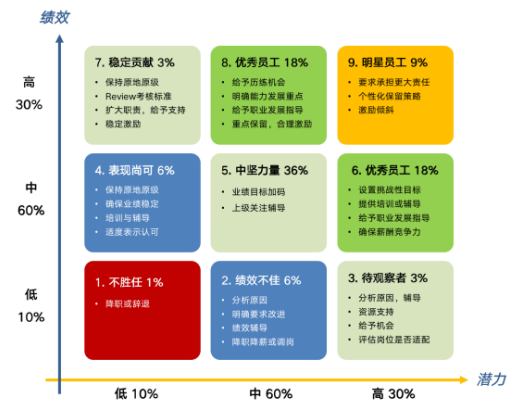 绩效
高
30%
7. 稳定贡献 3%
• 保持原地原级
• Review考核标准
• 扩大职责，给予支持
• 稳定激励
8. 优秀员工 18%
• 给予历练机会
• 明确能力发展重点
• 给予职业发展指导
• 重点保留，合理激励
9. 明星员工 9%
• 要求承担更大责任
• 个性化保留策略
• 激励倾斜
中
60%
4. 表现尚可 6%
• 保持原地原级
• 确保业绩稳定
• 培训与辅导
• 适度表示认可
5. 中坚力量 36%
• 业绩目标加码
• 上级关注辅导
6. 优秀员工 18%
• 设置挑战性目标
• 提供培训或辅导
• 给予职业发展指导
• 确保薪酬竞争力
低
10%
1. 不胜任 1%
• 降职或辞退
2. 绩效不佳 6%
• 分析原因
• 明确要求改进
• 绩效辅导
• 降职降薪或调岗
3. 待观察者 3%
• 分析原因，辅导
• 资源支持
• 给予机会
• 评估岗位是否适配
低 10%
中 60%
高 30%
潜力